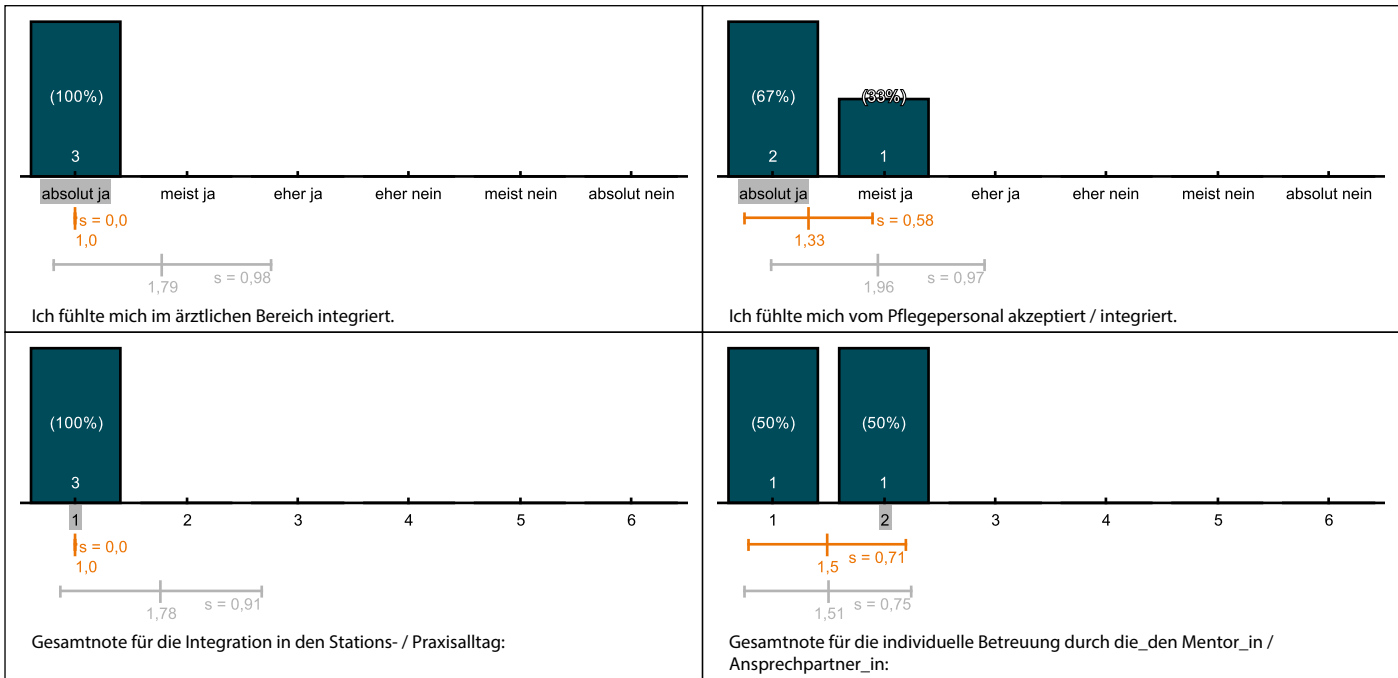 (100%)
3
absolut ja meist ja eher ja eher nein meist nein absolut nein
s = 0,0
1,0
s = 0,98
1,79
Ich fühlte mich im ärztlichen Bereich integriert.
(67%) (33%)
2 1
absolut ja meist ja eher ja eher nein meist nein absolut nein
s = 0,58
1,33
s = 0,97
1,96
Ich fühlte mich vom Pflegepersonal akzeptiert / integriert.
(100%)
3
1 2 3 4 5 6
s = 0,0
1,0
s = 0,91
1,78
Gesamtnote für die Integration in den Stations- / Praxisalltag:
(50%) (50%)
1 1
1 2 3 4 5 6
s = 0,71
1,5
s = 0,75
1,51
Gesamtnote für die individuelle Betreuung durch die_den Mentor_in /
Ansprechpartner_in: